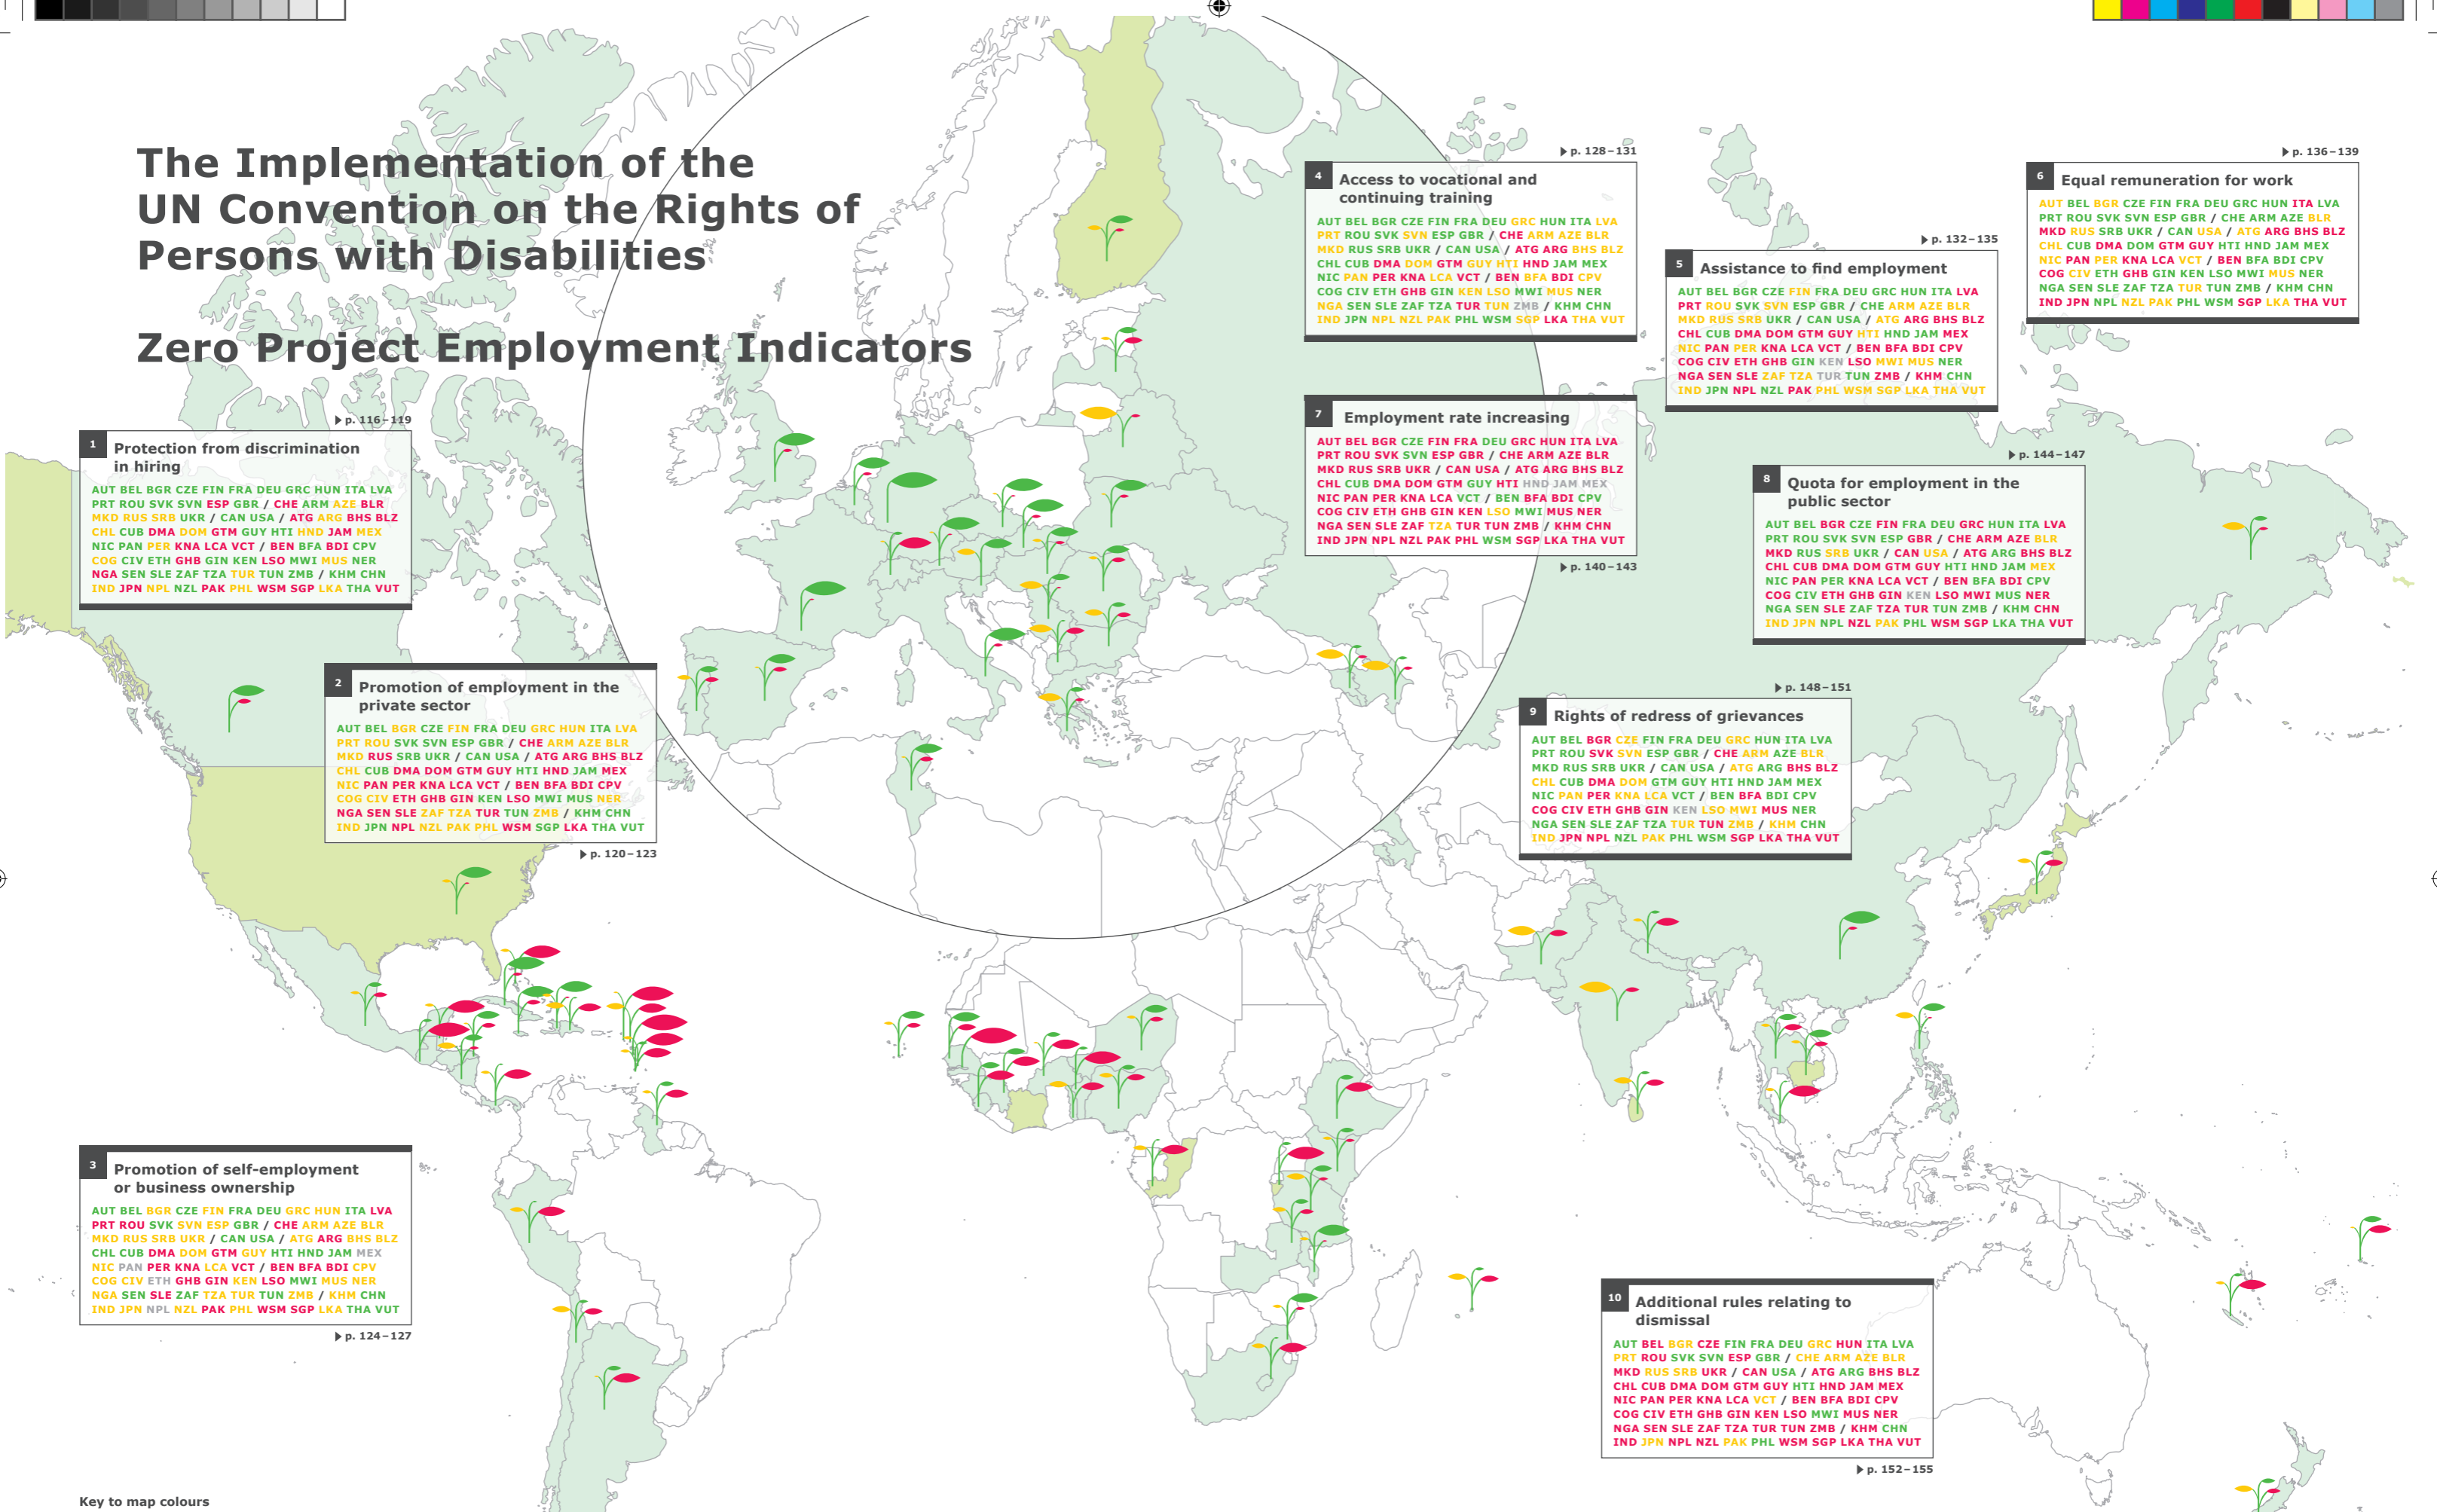 The Implementation of the
UN Convention on the Rights of
Persons with Disabilities
Zero Project Employment Indicators
▶ p. 116–119
1 Protection from discrimination
in hiring
AUT BEL BGR CZE FIN FRA DEU GRC HUN ITA LVA
PRT ROU SVK SVN ESP GBR / CHE ARM AZE BLR
MKD RUS SRB UKR / CAN USA / ATG ARG BHS BLZ
CHL CUB DMA DOM GTM GUY HTI HND JAM MEX
NIC PAN PER KNA LCA VCT / BEN BFA BDI CPV
COG CIV ETH GHB GIN KEN LSO MWI MUS NER
NGA SEN SLE ZAF TZA TUR TUN ZMB / KHM CHN
IND JPN NPL NZL PAK PHL WSM SGP LKA THA VUT
2 Promotion of employment in the
private sector
AUT BEL BGR CZE FIN FRA DEU GRC HUN ITA LVA
PRT ROU SVK SVN ESP GBR / CHE ARM AZE BLR
MKD RUS SRB UKR / CAN USA / ATG ARG BHS BLZ
CHL CUB DMA DOM GTM GUY HTI HND JAM MEX
NIC PAN PER KNA LCA VCT / BEN BFA BDI CPV
COG CIV ETH GHB GIN KEN LSO MWI MUS NER
NGA SEN SLE ZAF TZA TUR TUN ZMB / KHM CHN
IND JPN NPL NZL PAK PHL WSM SGP LKA THA VUT
▶ p. 120–123
3 Promotion of self-employment
or business ownership
AUT BEL BGR CZE FIN FRA DEU GRC HUN ITA LVA
PRT ROU SVK SVN ESP GBR / CHE ARM AZE BLR
MKD RUS SRB UKR / CAN USA / ATG ARG BHS BLZ
CHL CUB DMA DOM GTM GUY HTI HND JAM MEX
NIC PAN PER KNA LCA VCT / BEN BFA BDI CPV
COG CIV ETH GHB GIN KEN LSO MWI MUS NER
NGA SEN SLE ZAF TZA TUR TUN ZMB / KHM CHN
IND JPN NPL NZL PAK PHL WSM SGP LKA THA VUT
▶ p. 124–127
▶ p. 128–131
4 Access to vocational and
continuing training
AUT BEL BGR CZE FIN FRA DEU GRC HUN ITA LVA
PRT ROU SVK SVN ESP GBR / CHE ARM AZE BLR
MKD RUS SRB UKR / CAN USA / ATG ARG BHS BLZ
CHL CUB DMA DOM GTM GUY HTI HND JAM MEX
NIC PAN PER KNA LCA VCT / BEN BFA BDI CPV
COG CIV ETH GHB GIN KEN LSO MWI MUS NER
NGA SEN SLE ZAF TZA TUR TUN ZMB / KHM CHN
IND JPN NPL NZL PAK PHL WSM SGP LKA THA VUT
▶ p. 132–135
5 Assistance to find employment
AUT BEL BGR CZE FIN FRA DEU GRC HUN ITA LVA
PRT ROU SVK SVN ESP GBR / CHE ARM AZE BLR
MKD RUS SRB UKR / CAN USA / ATG ARG BHS BLZ
CHL CUB DMA DOM GTM GUY HTI HND JAM MEX
NIC PAN PER KNA LCA VCT / BEN BFA BDI CPV
COG CIV ETH GHB GIN KEN LSO MWI MUS NER
NGA SEN SLE ZAF TZA TUR TUN ZMB / KHM CHN
IND JPN NPL NZL PAK PHL WSM SGP LKA THA VUT
▶ p. 136–139
6 Equal remuneration for work
AUT BEL BGR CZE FIN FRA DEU GRC HUN ITA LVA
PRT ROU SVK SVN ESP GBR / CHE ARM AZE BLR
MKD RUS SRB UKR / CAN USA / ATG ARG BHS BLZ
CHL CUB DMA DOM GTM GUY HTI HND JAM MEX
NIC PAN PER KNA LCA VCT / BEN BFA BDI CPV
COG CIV ETH GHB GIN KEN LSO MWI MUS NER
NGA SEN SLE ZAF TZA TUR TUN ZMB / KHM CHN
IND JPN NPL NZL PAK PHL WSM SGP LKA THA VUT
7 Employment rate increasing
AUT BEL BGR CZE FIN FRA DEU GRC HUN ITA LVA
PRT ROU SVK SVN ESP GBR / CHE ARM AZE BLR
MKD RUS SRB UKR / CAN USA / ATG ARG BHS BLZ
CHL CUB DMA DOM GTM GUY HTI HND JAM MEX
NIC PAN PER KNA LCA VCT / BEN BFA BDI CPV
COG CIV ETH GHB GIN KEN LSO MWI MUS NER
NGA SEN SLE ZAF TZA TUR TUN ZMB / KHM CHN
IND JPN NPL NZL PAK PHL WSM SGP LKA THA VUT
▶ p. 140–143
▶ p. 144–147
8 Quota for employment in the
public sector
AUT BEL BGR CZE FIN FRA DEU GRC HUN ITA LVA
PRT ROU SVK SVN ESP GBR / CHE ARM AZE BLR
MKD RUS SRB UKR / CAN USA / ATG ARG BHS BLZ
CHL CUB DMA DOM GTM GUY HTI HND JAM MEX
NIC PAN PER KNA LCA VCT / BEN BFA BDI CPV
COG CIV ETH GHB GIN KEN LSO MWI MUS NER
NGA SEN SLE ZAF TZA TUR TUN ZMB / KHM CHN
IND JPN NPL NZL PAK PHL WSM SGP LKA THA VUT
▶ p. 148–151
9 Rights of redress of grievances
AUT BEL BGR CZE FIN FRA DEU GRC HUN ITA LVA
PRT ROU SVK SVN ESP GBR / CHE ARM AZE BLR
MKD RUS SRB UKR / CAN USA / ATG ARG BHS BLZ
CHL CUB DMA DOM GTM GUY HTI HND JAM MEX
NIC PAN PER KNA LCA VCT / BEN BFA BDI CPV
COG CIV ETH GHB GIN KEN LSO MWI MUS NER
NGA SEN SLE ZAF TZA TUR TUN ZMB / KHM CHN
IND JPN NPL NZL PAK PHL WSM SGP LKA THA VUT
10 Additional rules relating to
dismissal
AUT BEL BGR CZE FIN FRA DEU GRC HUN ITA LVA
PRT ROU SVK SVN ESP GBR / CHE ARM AZE BLR
MKD RUS SRB UKR / CAN USA / ATG ARG BHS BLZ
CHL CUB DMA DOM GTM GUY HTI HND JAM MEX
NIC PAN PER KNA LCA VCT / BEN BFA BDI CPV
COG CIV ETH GHB GIN KEN LSO MWI MUS NER
NGA SEN SLE ZAF TZA TUR TUN ZMB / KHM CHN
IND JPN NPL NZL PAK PHL WSM SGP LKA THA VUT
▶ p. 152–155
Key to map colours